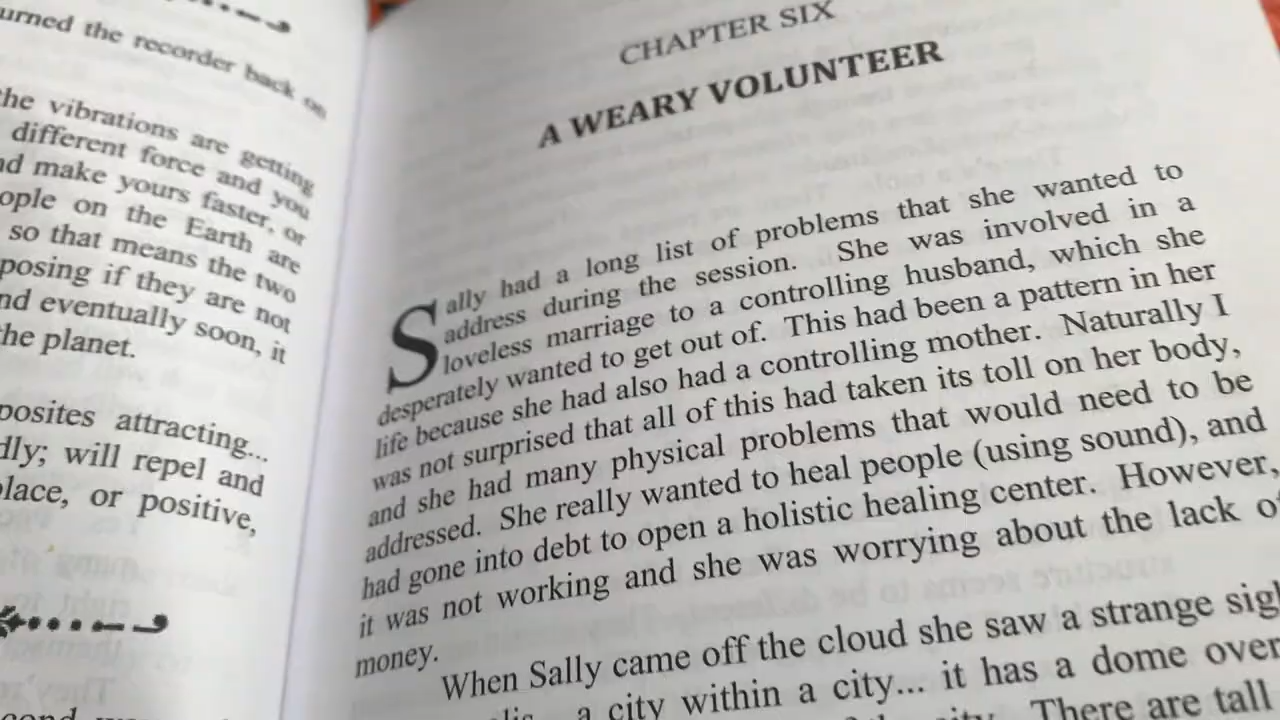 urned the recorder back on
he vibrations are getting
different force and you
nd make yours faster, or
ople on the Earth are
so that means the two
posing if they are not
nd eventually soon, it
he planet.
posites attracting...
dly; will repel and
place, or positive,
CHAPTER SIX
A WEARY VOLUNTEER
Sally had a long list of problems that she wanted to
address during the session. She was involved in a
loveless marriage to a controlling husband, which she
desperately wanted to get out of. This had been a pattern in her
life because she had also had a controlling mother. Naturally I
was not surprised that all of this had taken its toll on her body,
and she had many physical problems that would need to be
addressed. She really wanted to heal people (using sound), and
had gone into debt to open a holistic healing center. However,
it was not working and she was worrying about the lack of
money.
When Sally came off the cloud she saw a strange sigh
a city within a city... it has a dome over
There are tall